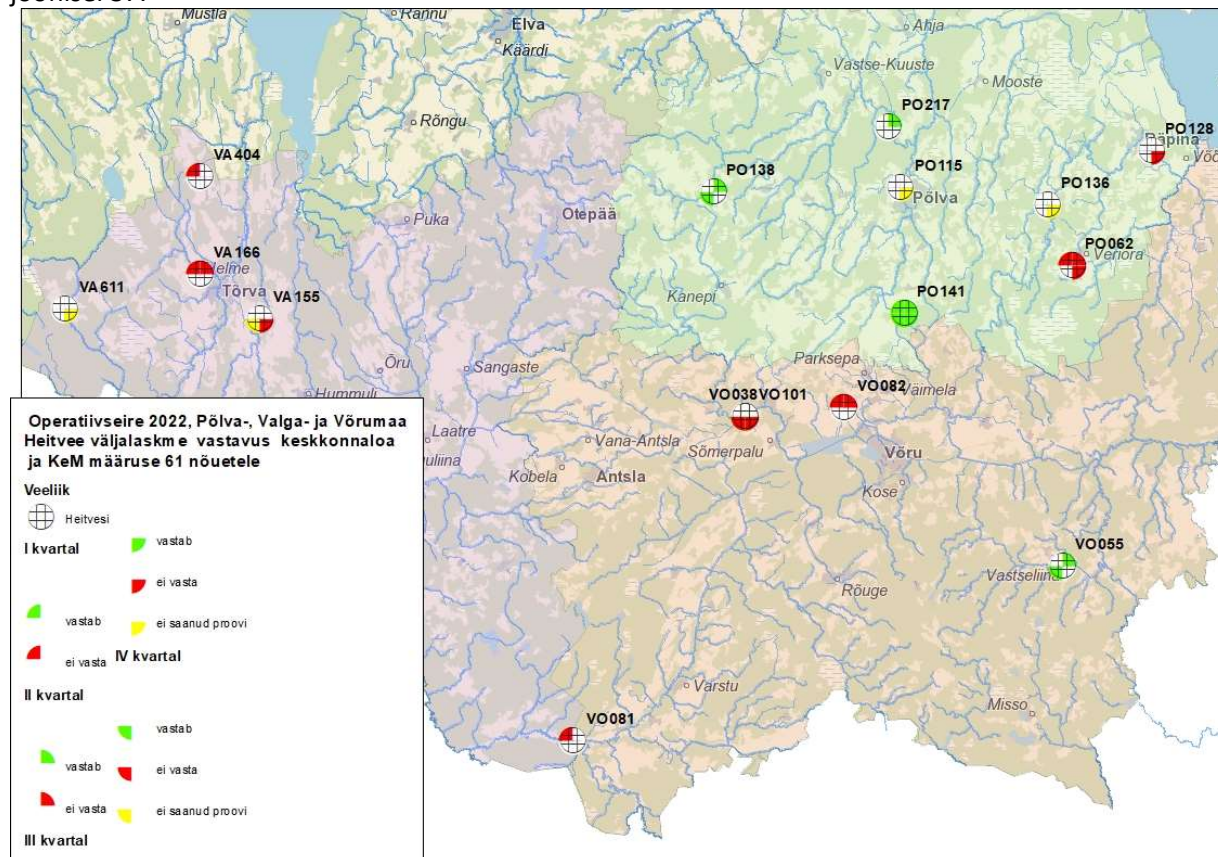 Mustla
Rannu
Elva
Käärdi
Ahja
Vastse-Kuuste
Mooste
PO217
PO128
Räpina
Rõngu
VA404
PO138
PO115
Põlva
PO136
Puka
Otepää
PO062
Veriora
VA166
Helme
Tõrva
VA611
VA155
Kanepi
PO141
Õru
Sangaste
Parksepa
Hummuli
VO038VO101
VO082
Väimela
Laatre
Vana-Antsla
Sõmerpalu
Võru
Kobela
Antsla
Kose
VO055
Vastseliina
Rõuge
Varstu
Misso
VO081
Operatiivseire 2022, Põlva-, Valga- ja Võrumaa
Heitvee väljalaskme vastavus keskkonnaloa
ja KeM määruse 61 nõuetele
Veeliik
Heitvesi
I kvartal
vastab
ei vasta
vastab
ei saanud proovi
ei vasta
IV kvartal
II kvartal
vastab
vastab
ei vasta
ei vasta
ei saanud proovi
III kvartal